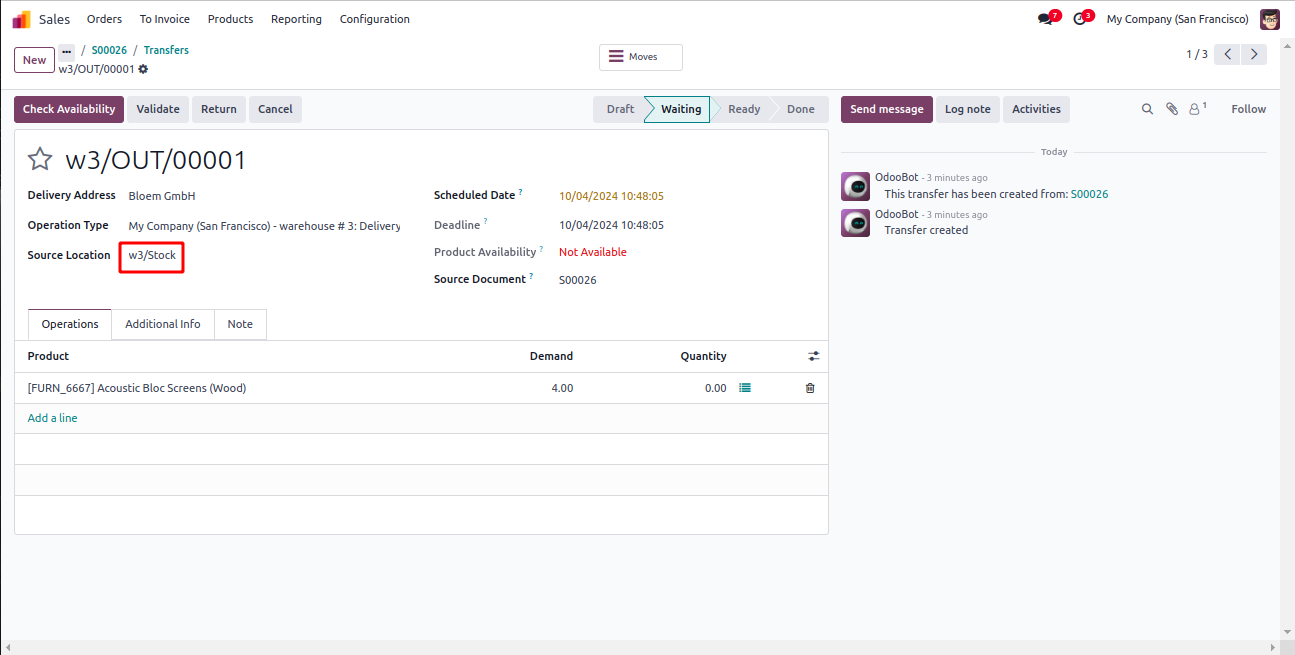 Sales Orders To Invoice Products Reporting Configuration 7 3 My Company (San Francisco)
New ... / S00026 / Transfers
w3/OUT/00001
Moves
1 / 3
Check Availability Validate Return Cancel Draft Waiting Ready Done
Send message Log note Activities 1 Follow
w3/OUT/00001
Delivery Address Bloem GmbH
Operation Type My Company (San Francisco) - warehouse # 3: Delivery
Source Location w3/Stock
Scheduled Date ? 10/04/2024 10:48:05
Deadline ? 10/04/2024 10:48:05
Product Availability ? Not Available
Source Document ? S00026
Operations Additional Info Note
Product Demand Quantity
[FURN_6667] Acoustic Bloc Screens (Wood) 4.00 0.00
Add a line
Today
OdooBot - 3 minutes ago
This transfer has been created from: S00026
OdooBot - 3 minutes ago
Transfer created